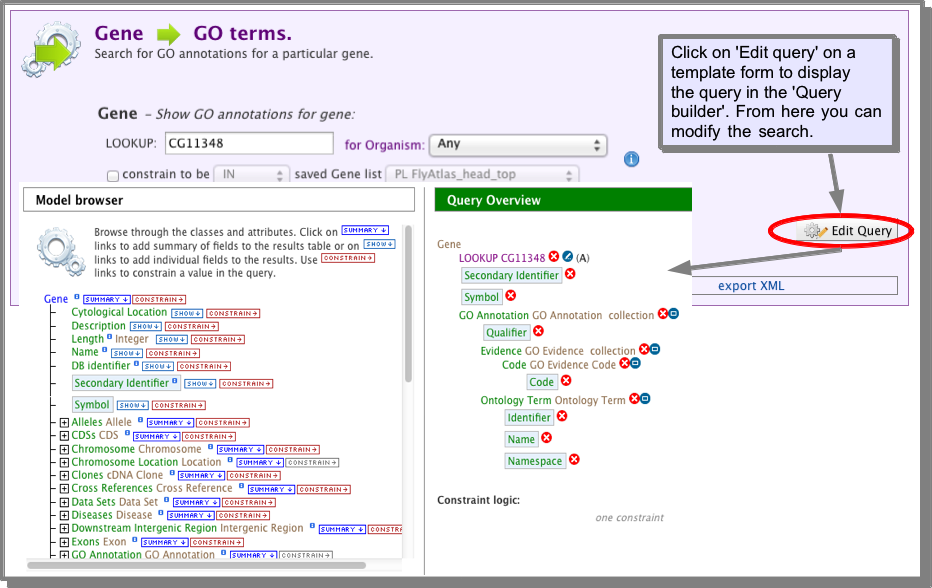 Gene GO terms.
Search for GO annotations for a particular gene.
Click on 'Edit query' on a
template form to display
the query in the 'Query
builder'. From here you can
modify the search.
Gene – Show GO annotations for gene:
LOOKUP: CG11348 for Organism: Any
constrain to be IN saved Gene list PL FlyAtlas_head_top
Edit Query
export XML
Model browser
Browse through the classes and attributes. Click on SUMMARY
links to add summary of fields to the results table or on SHOW
links to add individual fields to the results. Use CONSTRAIN
links to constrain a value in the query.
Gene SUMMARY CONSTRAIN
Cytological Location SHOW CONSTRAIN
Description SHOW CONSTRAIN
Length Integer SHOW CONSTRAIN
Name SHOW CONSTRAIN
DB identifier SHOW CONSTRAIN
Secondary Identifier SHOW CONSTRAIN
Symbol SHOW CONSTRAIN
Alleles Allele SUMMARY CONSTRAIN
CDSs CDS SUMMARY CONSTRAIN
Chromosome Chromosome SUMMARY CONSTRAIN
Chromosome Location Location SUMMARY CONSTRAIN
Clones cDNA Clone SUMMARY CONSTRAIN
Cross References Cross Reference SUMMARY CONSTRAIN
Data Sets Data Set SUMMARY CONSTRAIN
Diseases Disease SUMMARY CONSTRAIN
Downstream Intergenic Region Intergenic Region SUMMARY CONSTRA
Exons Exon SUMMARY CONSTRAIN
GO Annotation GO Annotation SUMMARY CONSTRAIN
Query Overview
Gene
LOOKUP CG11348 (A)
Secondary Identifier
Symbol
GO Annotation GO Annotation collection
Qualifier
Evidence GO Evidence collection
Code GO Evidence Code
Code
Ontology Term Ontology Term
Identifier
Name
Namespace
Constraint logic:
one constraint